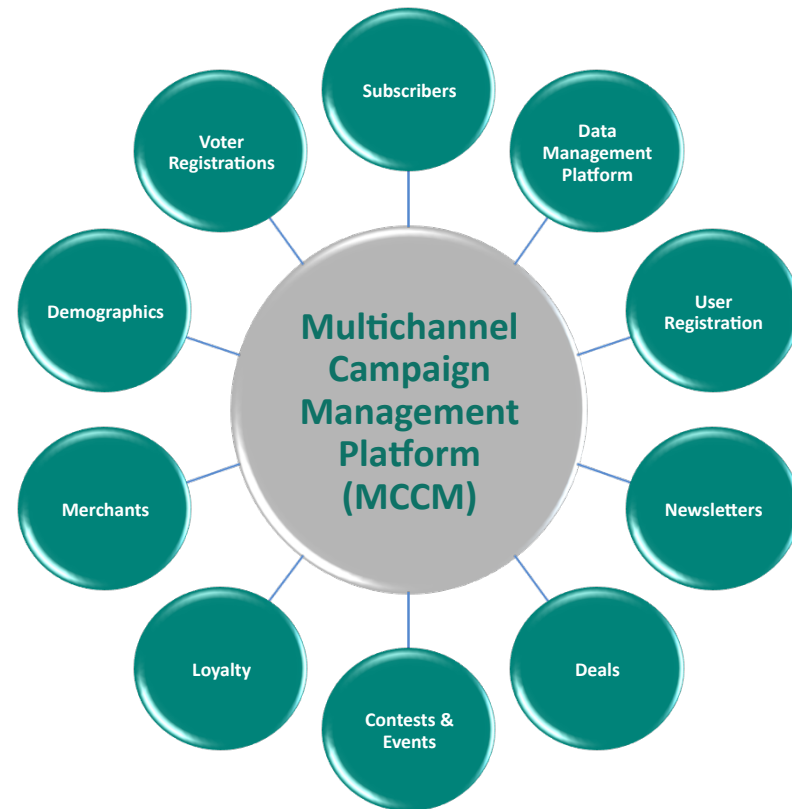 Subscribers
Data
Management
Platform
User
Registration
Newsletters
Deals
Contests &
Events
Loyalty
Merchants
Demographics
Voter
Registrations
Multichannel
Campaign
Management
Platform
(MCCM)